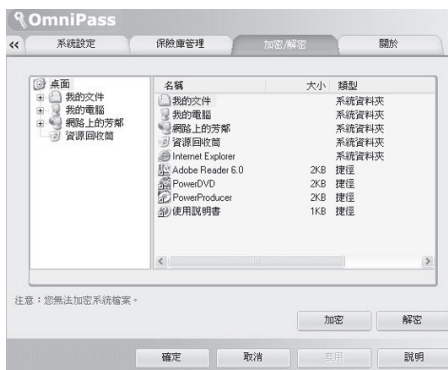 OmniPass
<< 系統設定 保險庫管理 加密/解密 關於
桌面
我的文件
我的電腦
網路上的芳鄰
資源回收筒
名稱 大小 類型
我的文件 系統資料夾
我的電腦 系統資料夾
網路上的芳鄰 系統資料夾
資源回收筒 系統資料夾
Internet Explorer 系統資料夾
Adobe Reader 6.0 2KB 捷徑
PowerDVD 2KB 捷徑
PowerProducer 2KB 捷徑
使用說明書 1KB 捷徑
注意：您無法加密系統檔案。
加密 解密
確定 取消 套用 說明